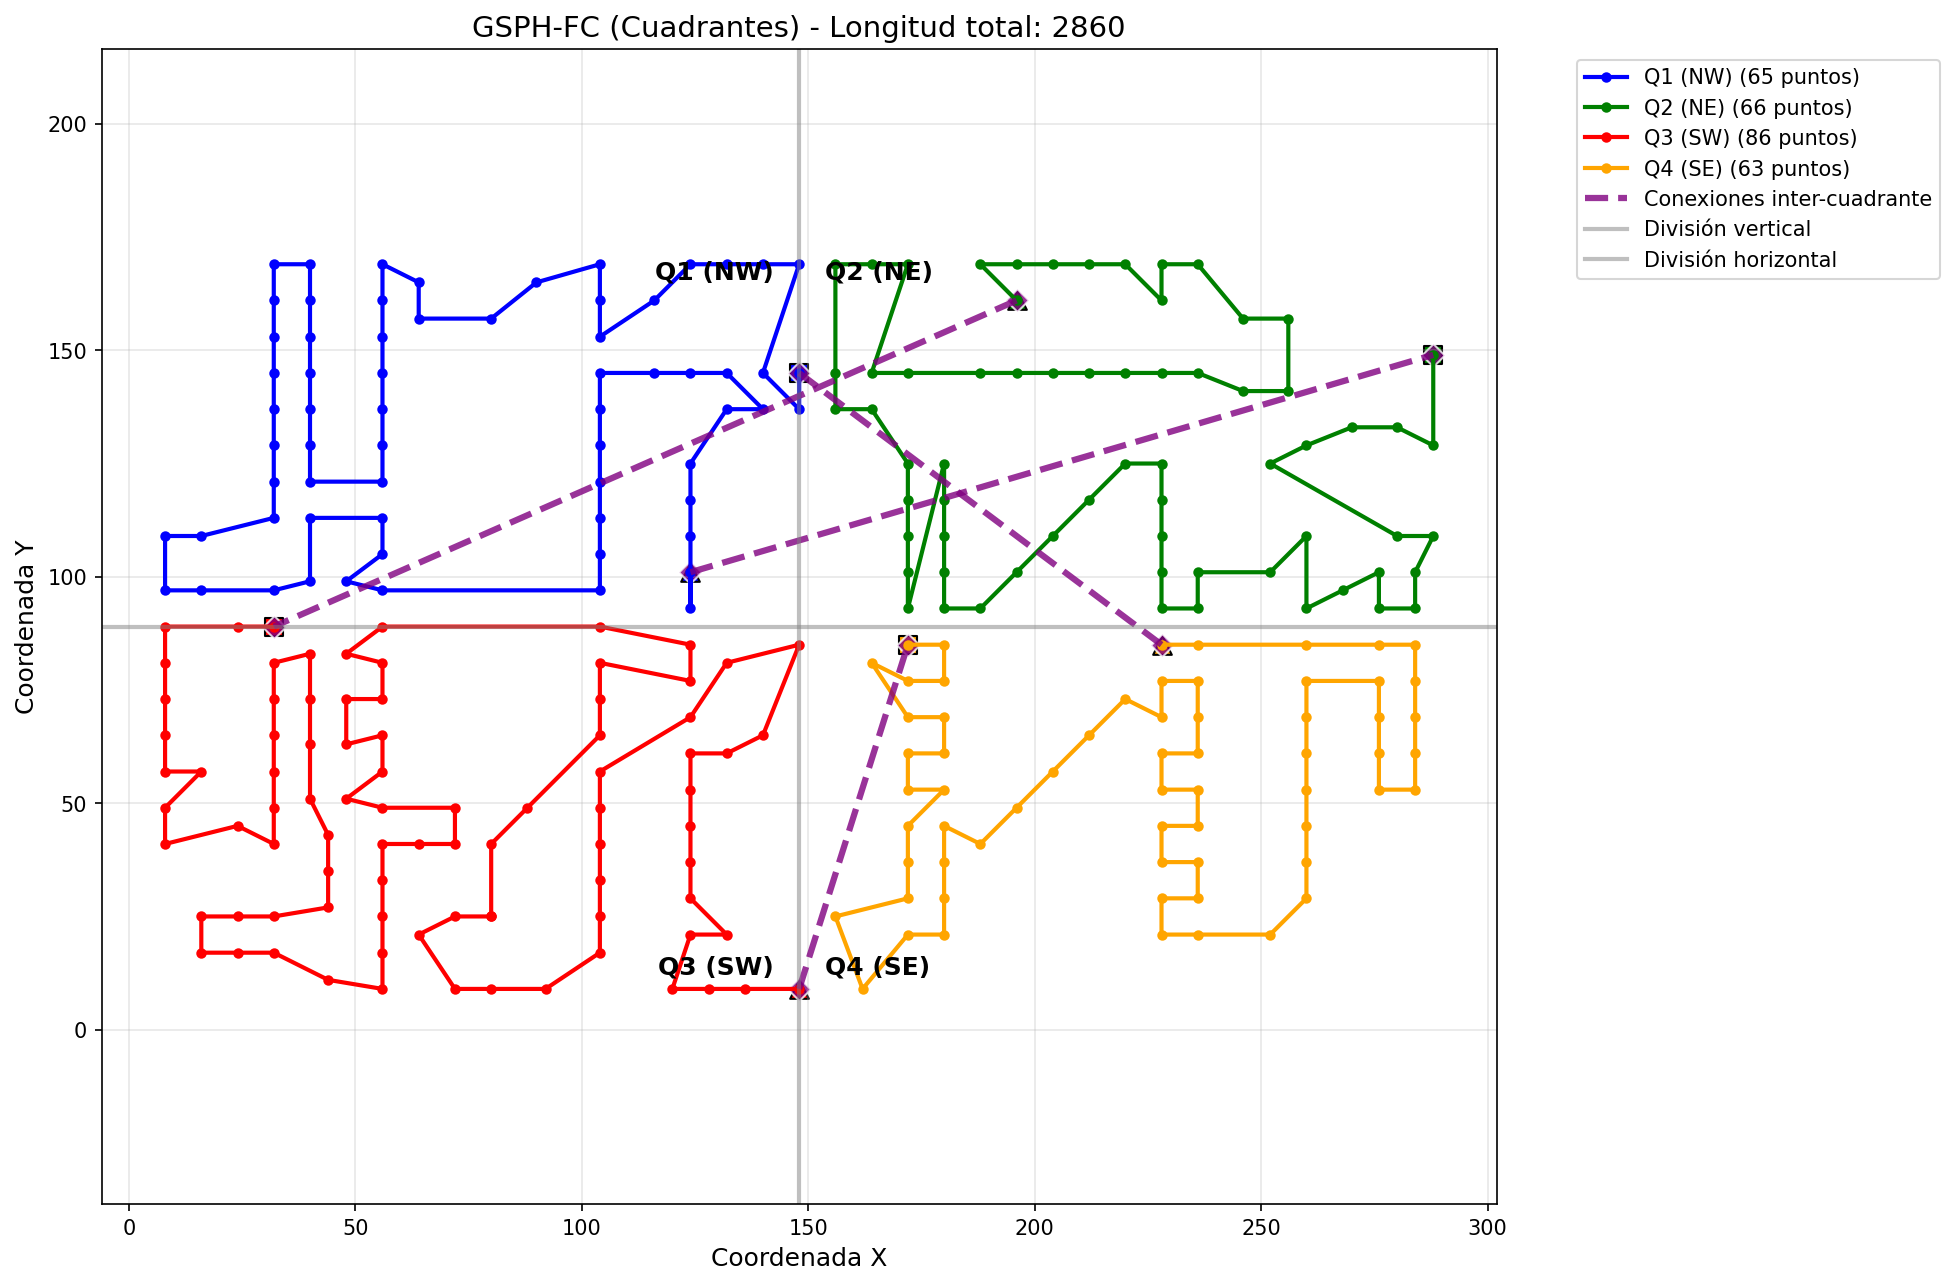 GSPH-FC (Cuadrantes) - Longitud total: 2860
Q1 (NW) (65 puntos)
Q2 (NE) (66 puntos)
Q3 (SW) (86 puntos)
Q4 (SE) (63 puntos)
Conexiones inter-cuadrante
División vertical
División horizontal
200
150
100
50
0
Coordenada Y
Q1 (NW)
Q2 (NE)
Q3 (SW)
Q4 (SE)
0
50
100
150
200
250
300
Coordenada X